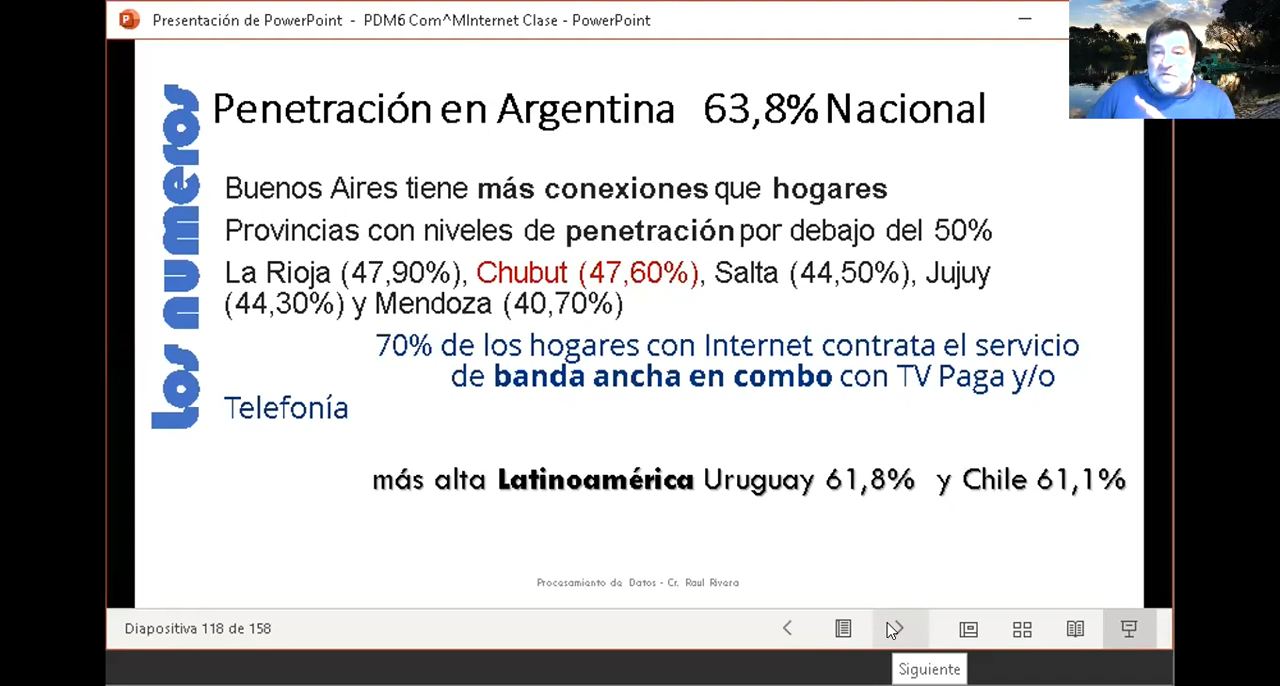 Presentación de PowerPoint - PDM6 Com^MInternet Clase - PowerPoint
Los numeros
Penetración en Argentina 63,8% Nacional
Buenos Aires tiene más conexiones que hogares
Provincias con niveles de penetración por debajo del 50%
La Rioja (47,90%), Chubut (47,60%), Salta (44,50%), Jujuy
(44,30%) y Mendoza (40,70%)
70% de los hogares con Internet contrata el servicio
de banda ancha en combo con TV Paga y/o
Telefonía
más alta Latinoamérica Uruguay 61,8% y Chile 61,1%
Procesamiento de Datos - Cr. Raul Rivera
Diapositiva 118 de 158
Siguiente